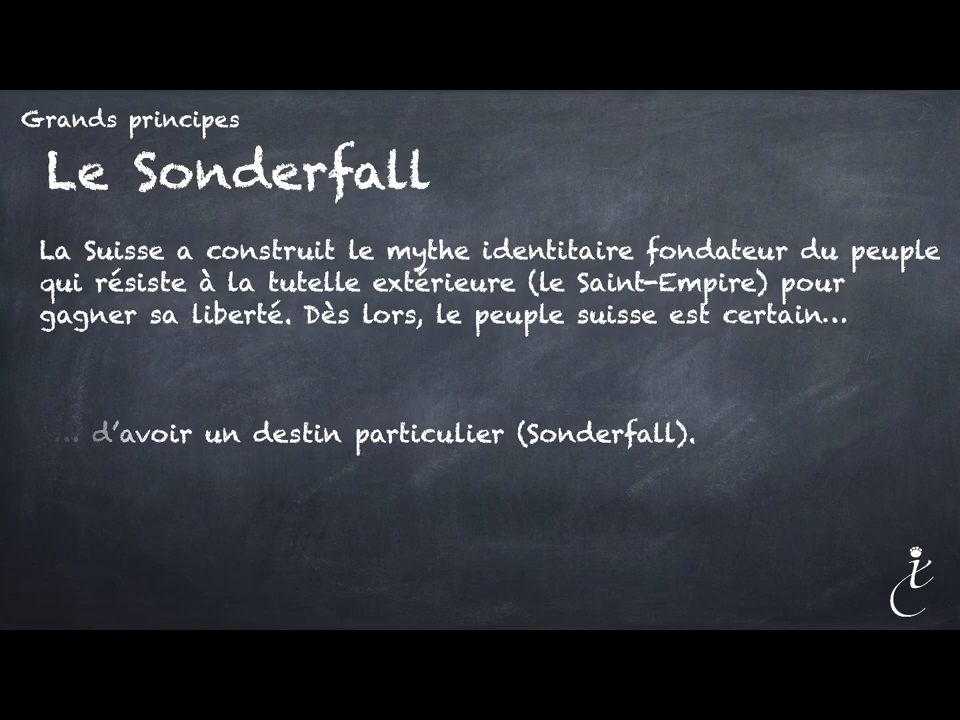 Grands principes
Le Sonderfall
La Suisse a construit le mythe identitaire fondateur du peuple
qui résiste à la tutelle extérieure (le Saint-Empire) pour
gagner sa liberté. Dès lors, le peuple suisse est certain…
… d'avoir un destin particulier (Sonderfall).